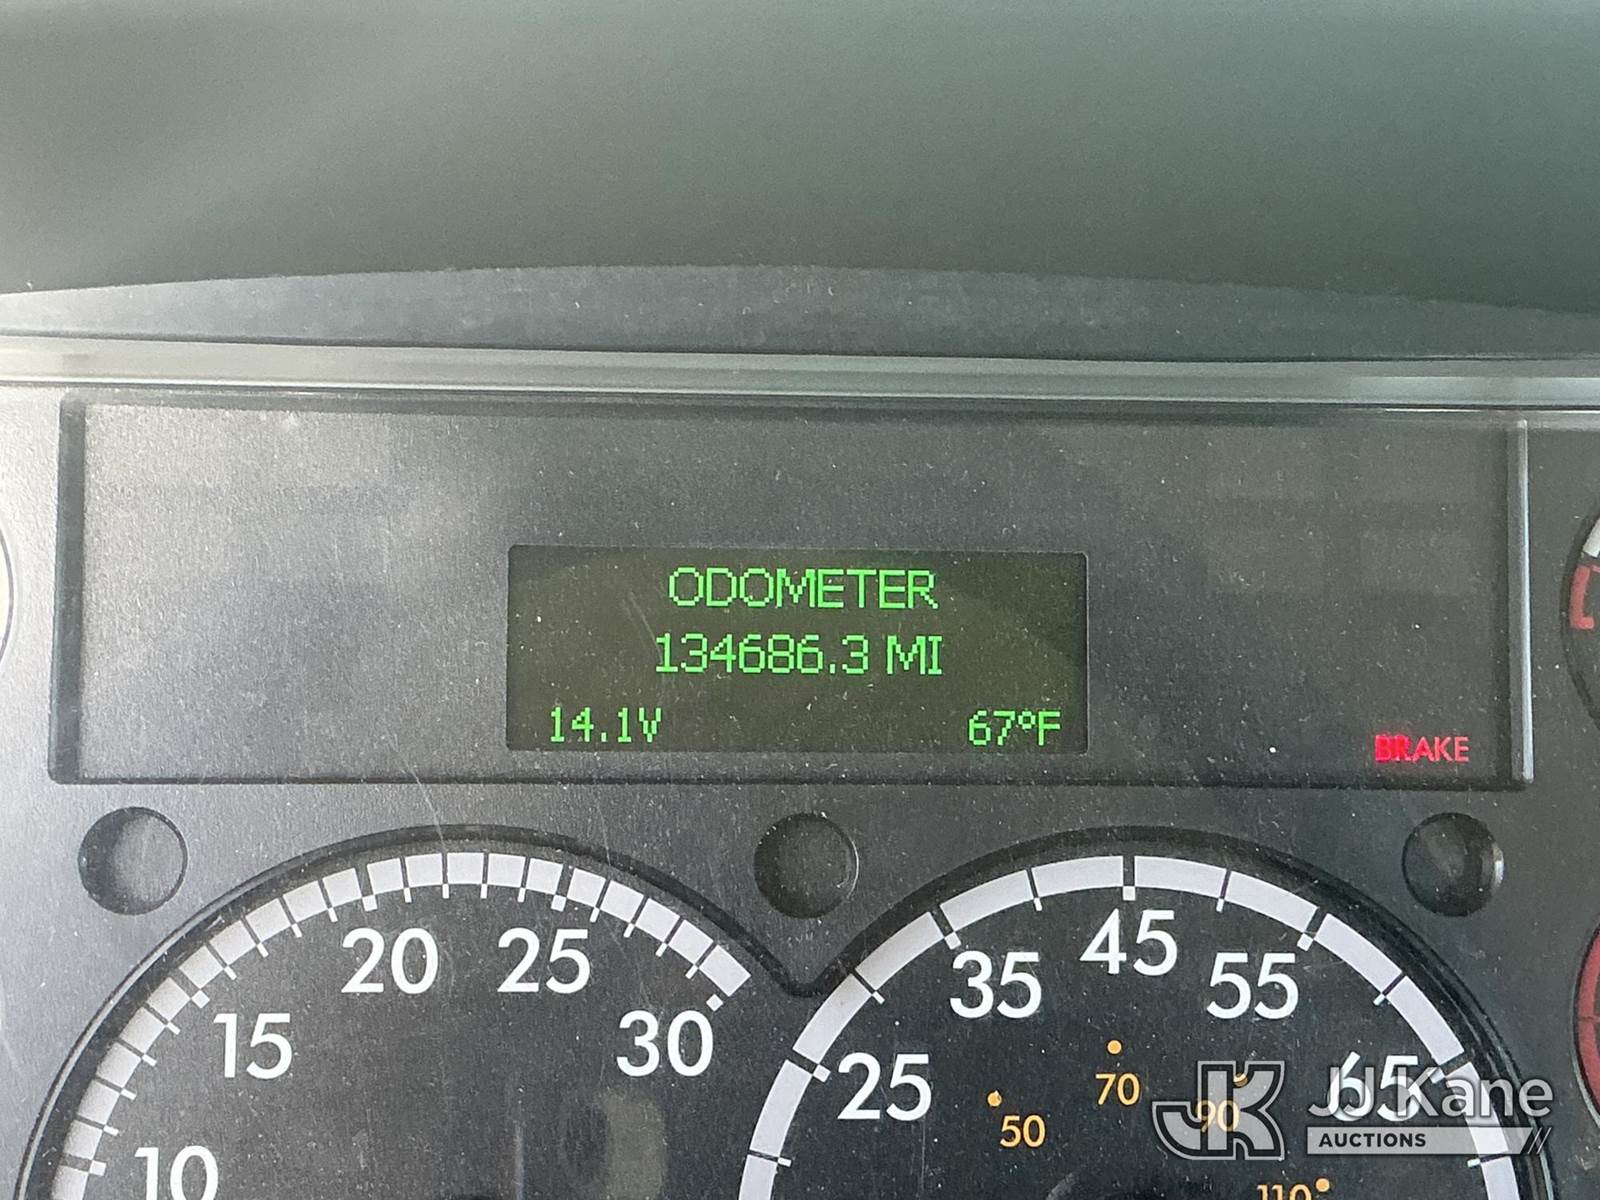 ODOMETER
134686.3 MI
14.1V 67°F
BRAKE
10 15 20 25 30
25 35 45 55 65
50 70 90 110
JJ Kane
AUCTIONS